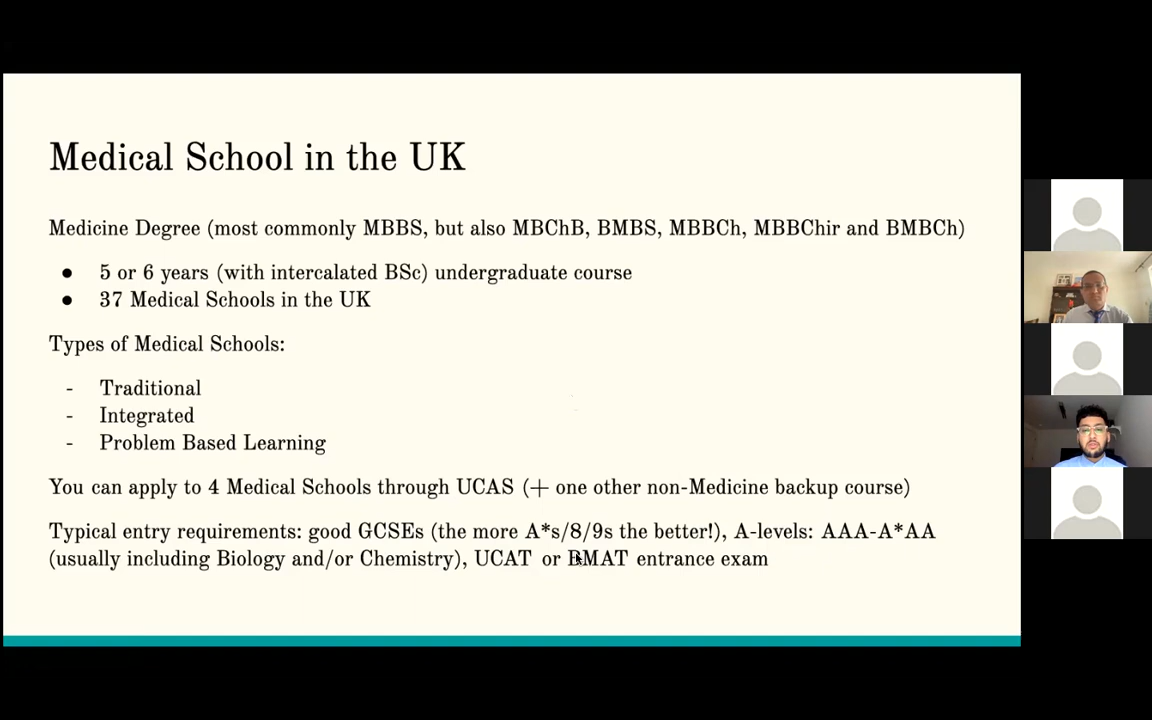 Medical School in the UK
Medicine Degree (most commonly MBBS, but also MBChB, BMBS, MBBCh, MBBChir and BMBCh)
● 5 or 6 years (with intercalated BSc) undergraduate course
● 37 Medical Schools in the UK
Types of Medical Schools:
- Traditional
- Integrated
- Problem Based Learning
You can apply to 4 Medical Schools through UCAS (+ one other non-Medicine backup course)
Typical entry requirements: good GCSEs (the more A*s/8/9s the better!), A-levels: AAA-A*AA
(usually including Biology and/or Chemistry), UCAT or BMAT entrance exam